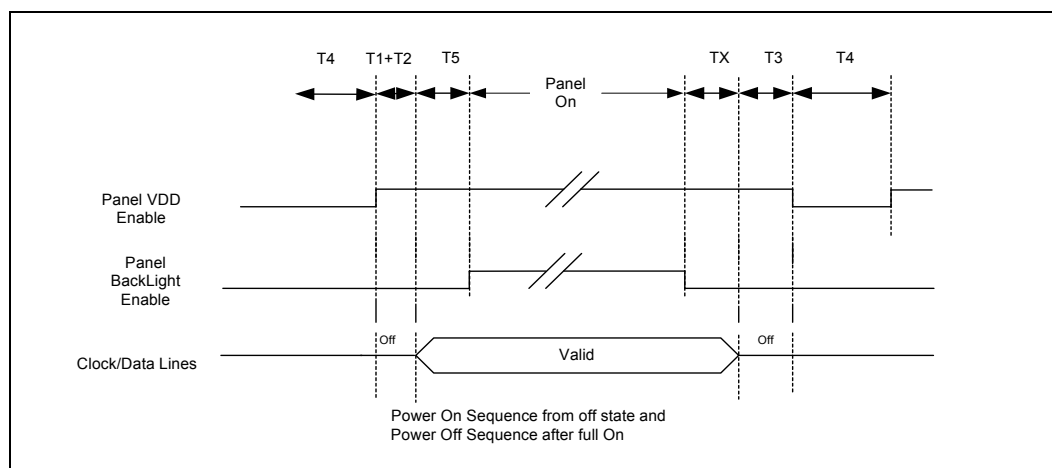 T4
T1+T2
T5
TX
T3
T4
Panel
On
Panel VDD
Enable
Panel
BackLight
Enable
Off
Off
Clock/Data Lines
Valid
Power On Sequence from off state and
Power Off Sequence after full On